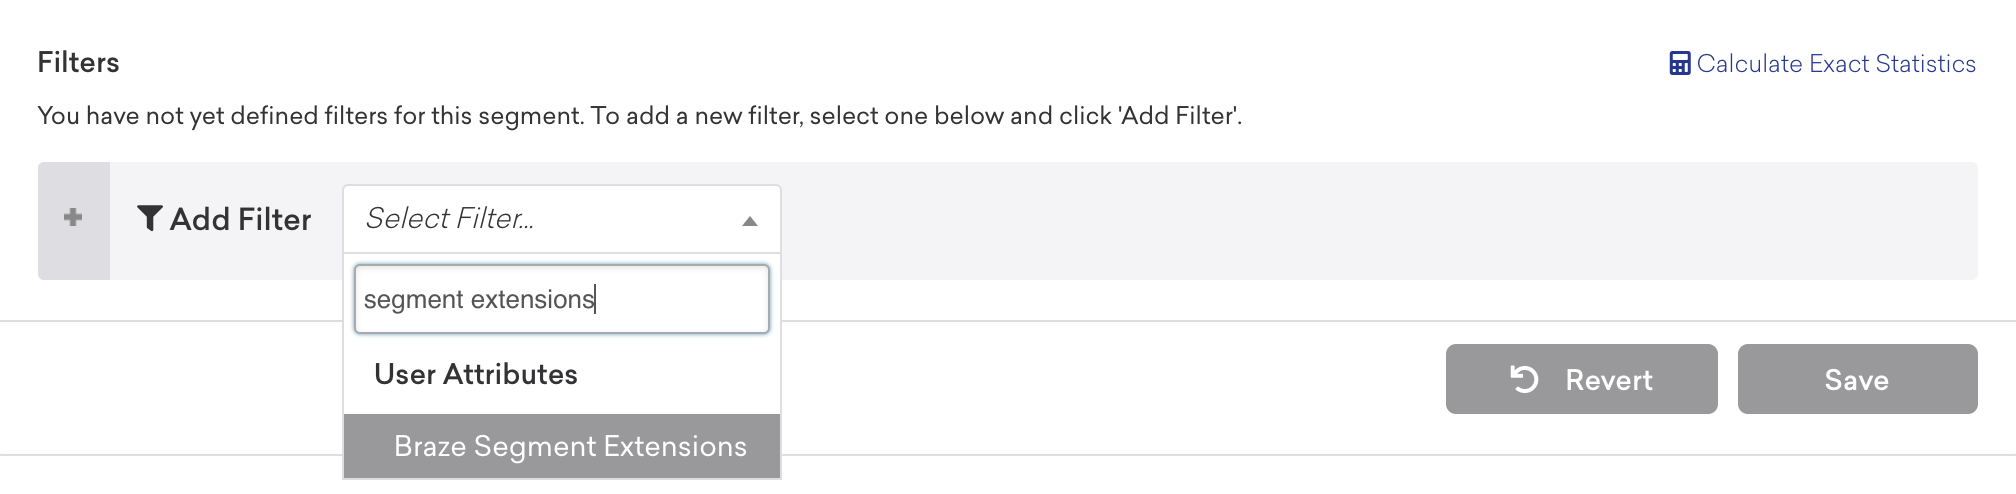 Filters
Calculate Exact Statistics
You have not yet defined filters for this segment. To add a new filter, select one below and click 'Add Filter'.
Add Filter
Select Filter...
segment extensions
User Attributes
Braze Segment Extensions
Revert
Save